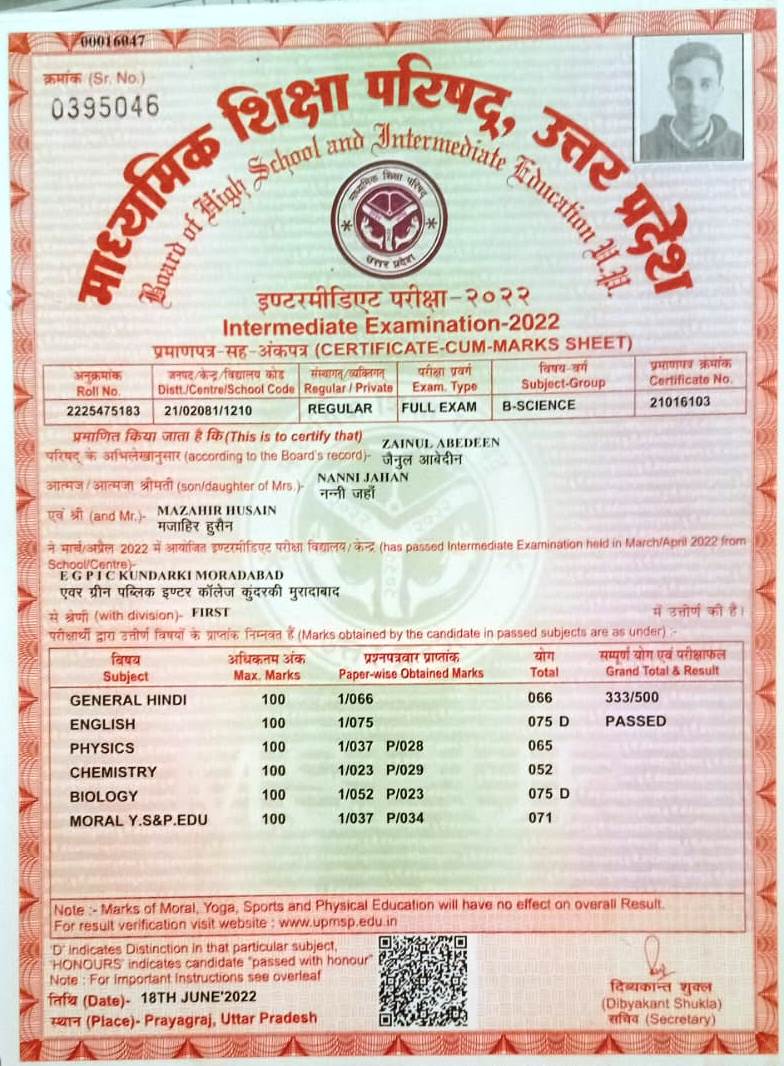 00016047
क्रमांक (Sr. No.)
0395046
माध्यमिक शिक्षा परिषद्, उत्तर प्रदेश
Board of High School and Intermediate Education U.P.
माध्यमिक शिक्षा परिषद्
उत्तर प्रदेश
इण्टरमीडिएट परीक्षा-२०२२
Intermediate Examination-2022
प्रमाणपत्र-सह-अंकपत्र (CERTIFICATE-CUM-MARKS SHEET)
अनुक्रमांक जनपद/केन्द्र/विद्यालय कोड संस्थागत/व्यक्तिगत परीक्षा प्रवर्ग विषय-वर्ग प्रमाणपत्र क्रमांक
Roll No. Distt./Centre/School Code Regular / Private Exam. Type Subject-Group Certificate No.
2225475183 21/02081/1210 REGULAR FULL EXAM B-SCIENCE 21016103
प्रमाणित किया जाता है कि (This is to certify that)
ZAINUL ABEDEEN
परिषद् के अभिलेखानुसार (according to the Board's record)- जैनुल आबेदीन
NANNI JAHAN
आत्मज/आत्मजा श्रीमती (son/daughter of Mrs.)- नन्नी जहाँ
एवं श्री (and Mr.)- MAZAHIR HUSAIN
मजाहिर हुसैन
ने मार्च/अप्रैल 2022 में आयोजित इण्टरमीडिएट परीक्षा विद्यालय/केन्द्र (has passed Intermediate Examination held in March/April 2022 from
School/Centre)-
E G P I C KUNDARKI MORADABAD
एवर ग्रीन पब्लिक इण्टर कॉलेज कुंदरकी मुरादाबाद
से श्रेणी (with division)- FIRST में उत्तीर्ण की है।
परीक्षार्थी द्वारा उत्तीर्ण विषयों के प्राप्तांक निम्नवत हैं (Marks obtained by the candidate in passed subjects are as under) :-
विषय अधिकतम अंक प्रश्नपत्रवार प्राप्तांक योग सम्पूर्ण योग एवं परीक्षाफल
Subject Max. Marks Paper-wise Obtained Marks Total Grand Total & Result
GENERAL HINDI 100 1/066 066 333/500
ENGLISH 100 1/075 075 D PASSED
PHYSICS 100 1/037 P/028 065
CHEMISTRY 100 1/023 P/029 052
BIOLOGY 100 1/052 P/023 075 D
MORAL Y.S&P.EDU 100 1/037 P/034 071
Note :- Marks of Moral, Yoga, Sports and Physical Education will have no effect on overall Result.
For result verification visit website : www.upmsp.edu.in
'D' indicates Distinction in that particular subject,
'HONOURS' indicates candidate "passed with honour"
Note : For Important Instructions see overleaf
तिथि (Date)- 18TH JUNE'2022
स्थान (Place)- Prayagraj, Uttar Pradesh
दिब्यकान्त शुक्ल
(Dibyakant Shukla)
सचिव (Secretary)